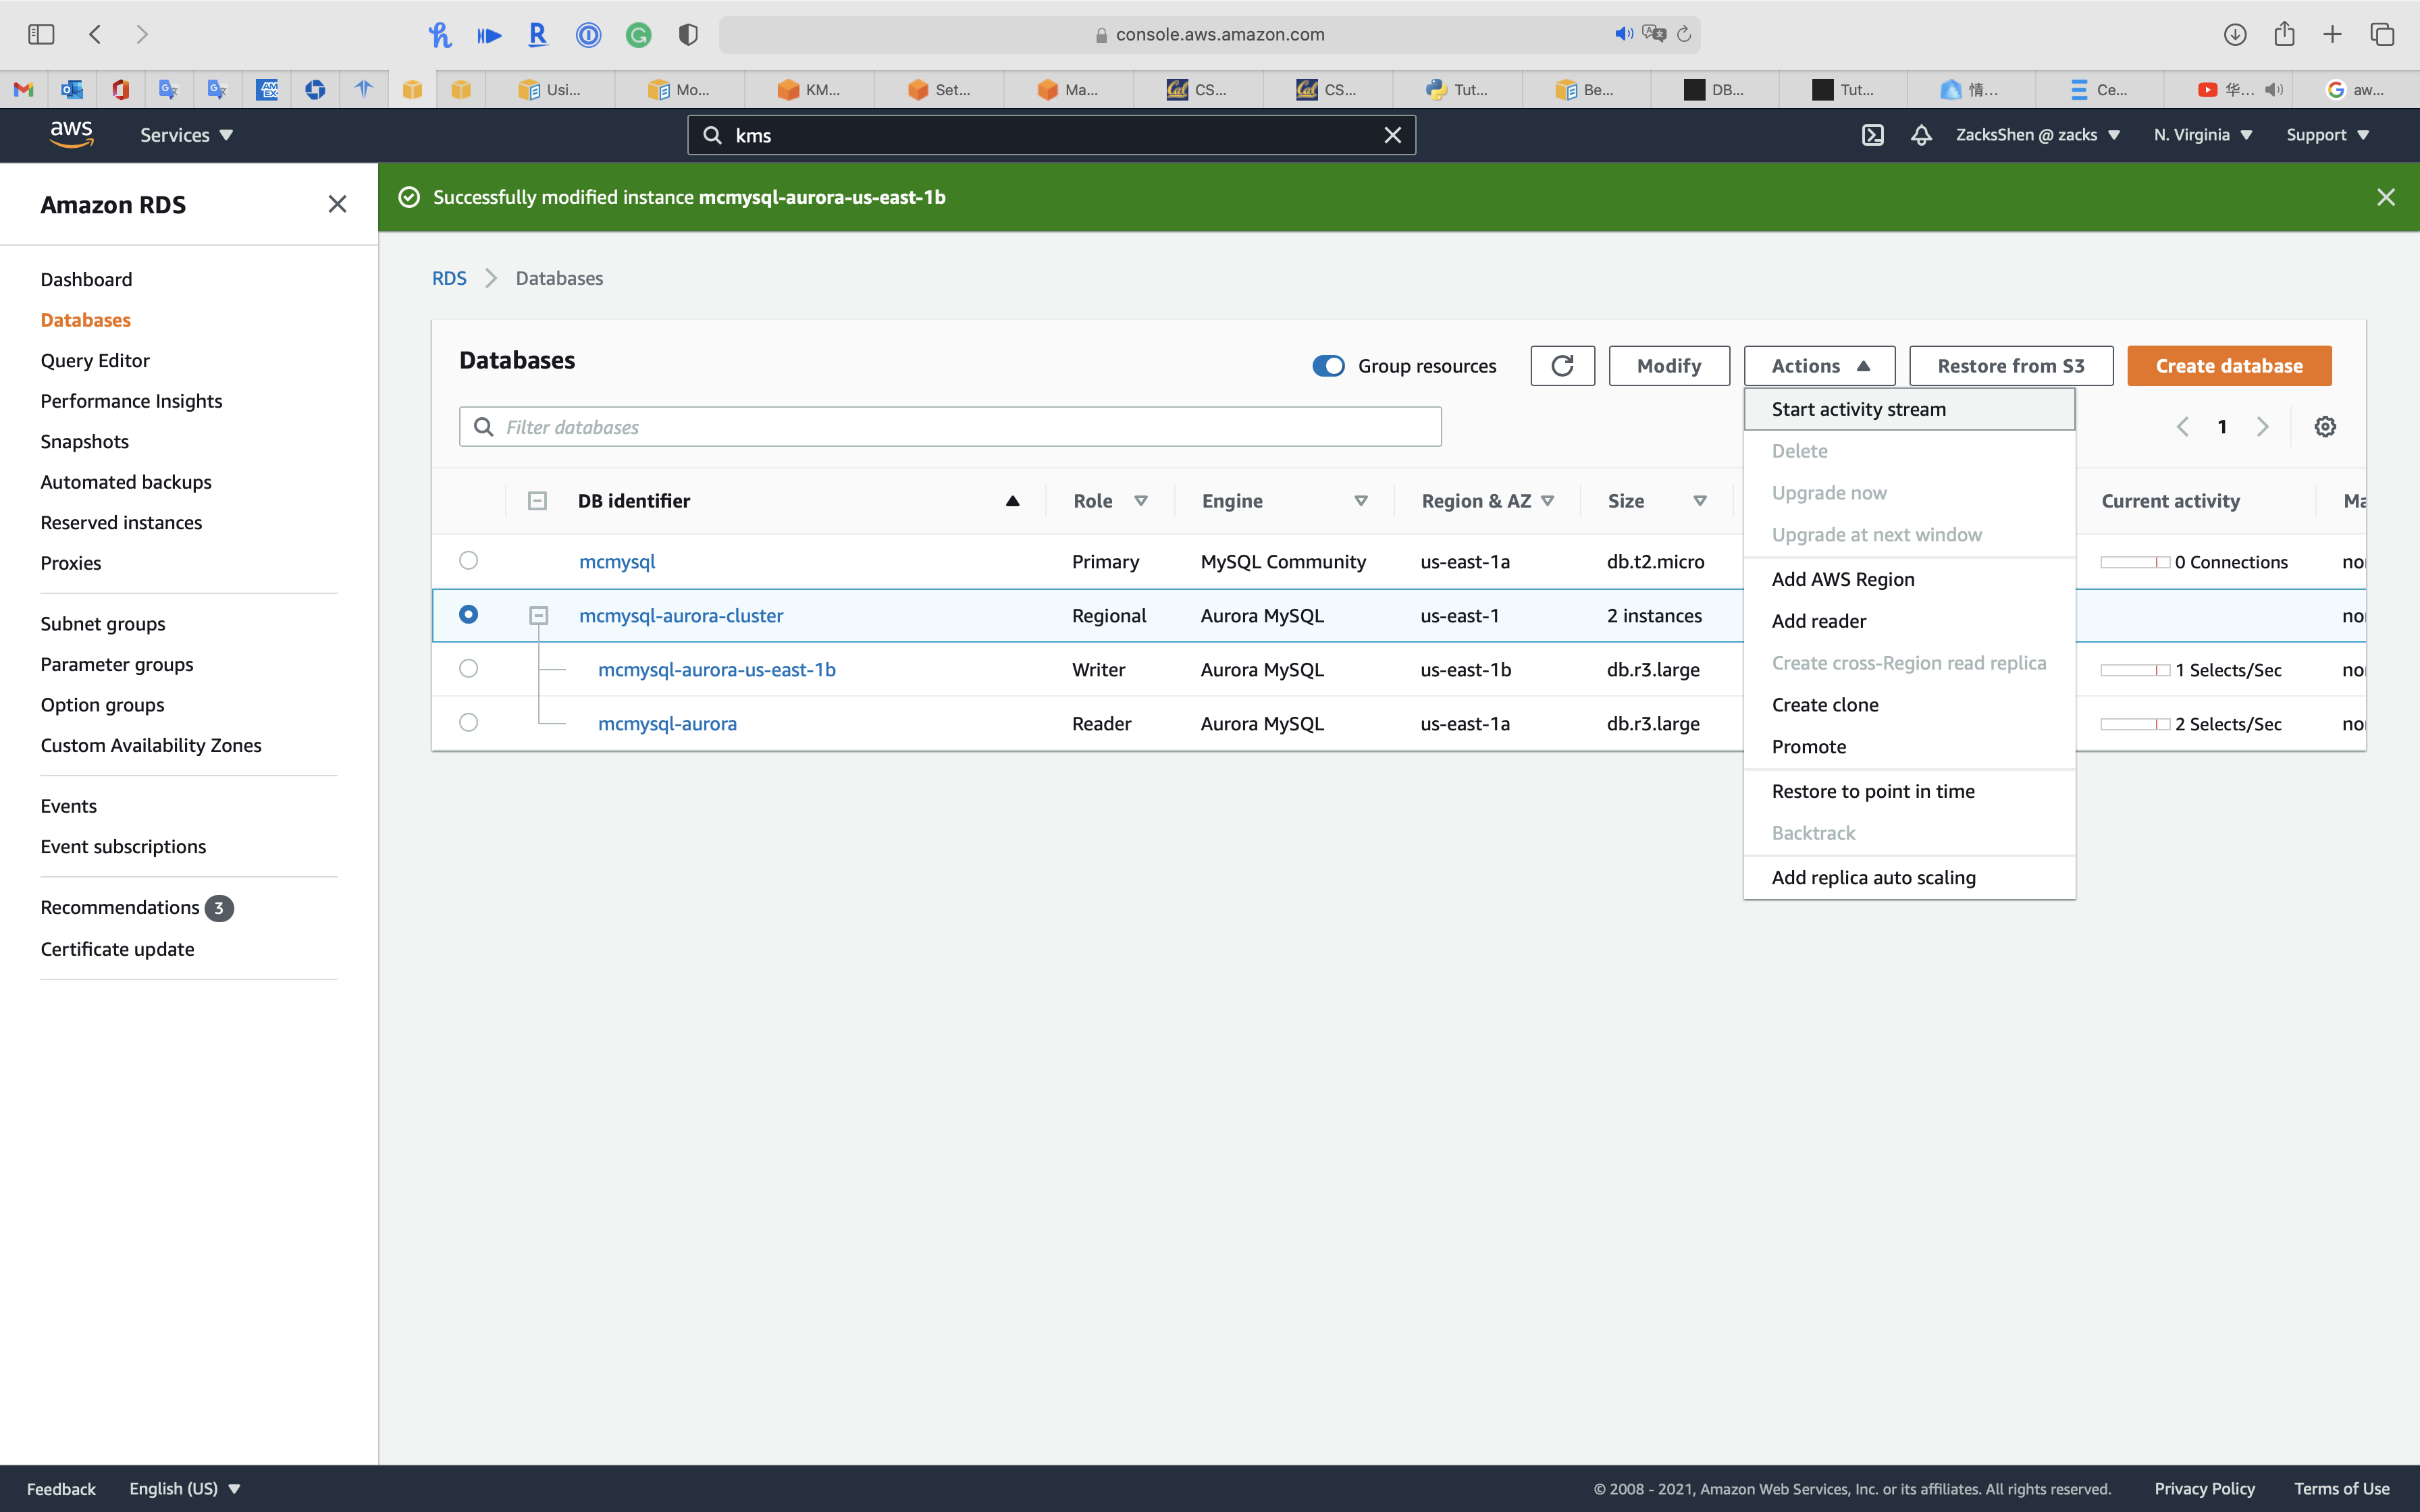 console.aws.amazon.com
Usi...
Mo...
KM...
Set...
Ma...
CS...
CS...
Tut...
Be...
DB...
Tut...
情...
Ce...
华...
aw...
aws
Services
kms
ZacksShen @ zacks
N. Virginia
Support
Amazon RDS
Successfully modified instance mcmysql-aurora-us-east-1b
Dashboard
Databases
Query Editor
Performance Insights
Snapshots
Automated backups
Reserved instances
Proxies
Subnet groups
Parameter groups
Option groups
Custom Availability Zones
Events
Event subscriptions
Recommendations 3
Certificate update
RDS > Databases
Databases
Group resources
Modify
Actions
Restore from S3
Create database
Filter databases
1
Start activity stream
Delete
Upgrade now
Upgrade at next window
Add AWS Region
Add reader
Create cross-Region read replica
Create clone
Promote
Restore to point in time
Backtrack
Add replica auto scaling
DB identifier Role Engine Region & AZ Size Current activity Ma
mcmysql Primary MySQL Community us-east-1a db.t2.micro 0 Connections no
mcmysql-aurora-cluster Regional Aurora MySQL us-east-1 2 instances no
mcmysql-aurora-us-east-1b Writer Aurora MySQL us-east-1b db.r3.large 1 Selects/Sec no
mcmysql-aurora Reader Aurora MySQL us-east-1a db.r3.large 2 Selects/Sec no
Feedback
English (US)
© 2008 - 2021, Amazon Web Services, Inc. or its affiliates. All rights reserved.
Privacy Policy
Terms of Use